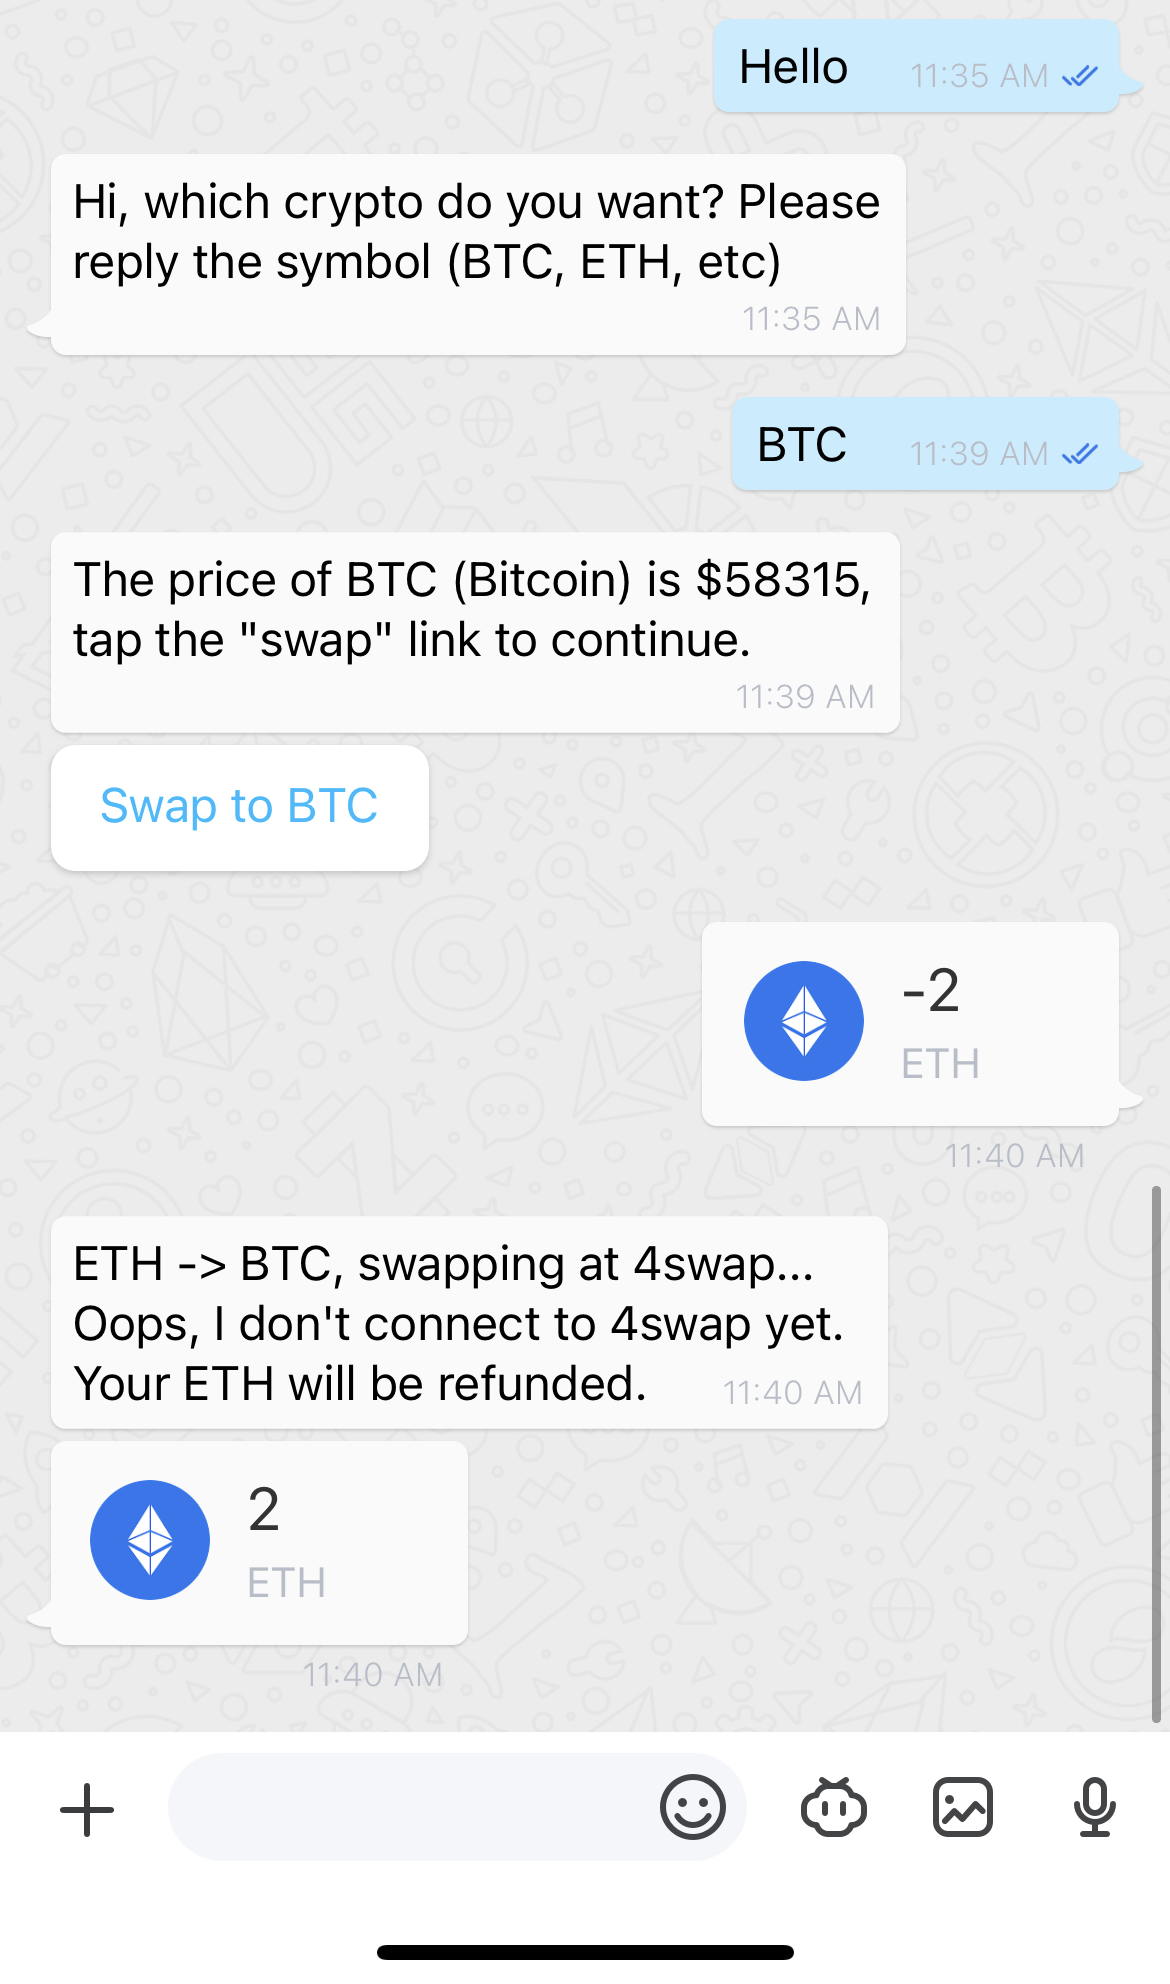 Hello 11:35 AM
Hi, which crypto do you want? Please
reply the symbol (BTC, ETH, etc)
11:35 AM
BTC 11:39 AM
The price of BTC (Bitcoin) is $58315,
tap the "swap" link to continue.
11:39 AM
Swap to BTC
-2
ETH
11:40 AM
ETH -> BTC, swapping at 4swap...
Oops, I don't connect to 4swap yet.
Your ETH will be refunded. 11:40 AM
2
ETH
11:40 AM